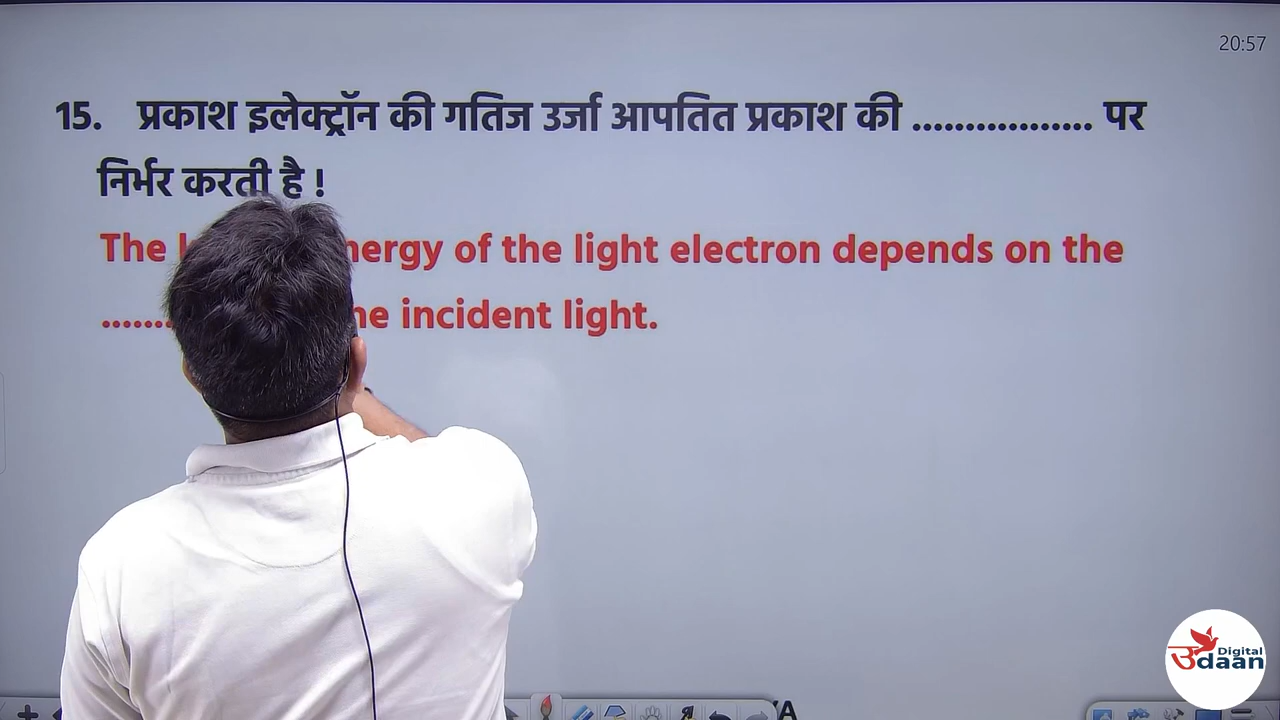 20:57
15. प्रकाश इलेक्ट्रॉन की गतिज उर्जा आपतित प्रकाश की ................. पर
निर्भर करती है !
The nergy of the light electron depends on the
....... he incident light.
Digital
उdaan